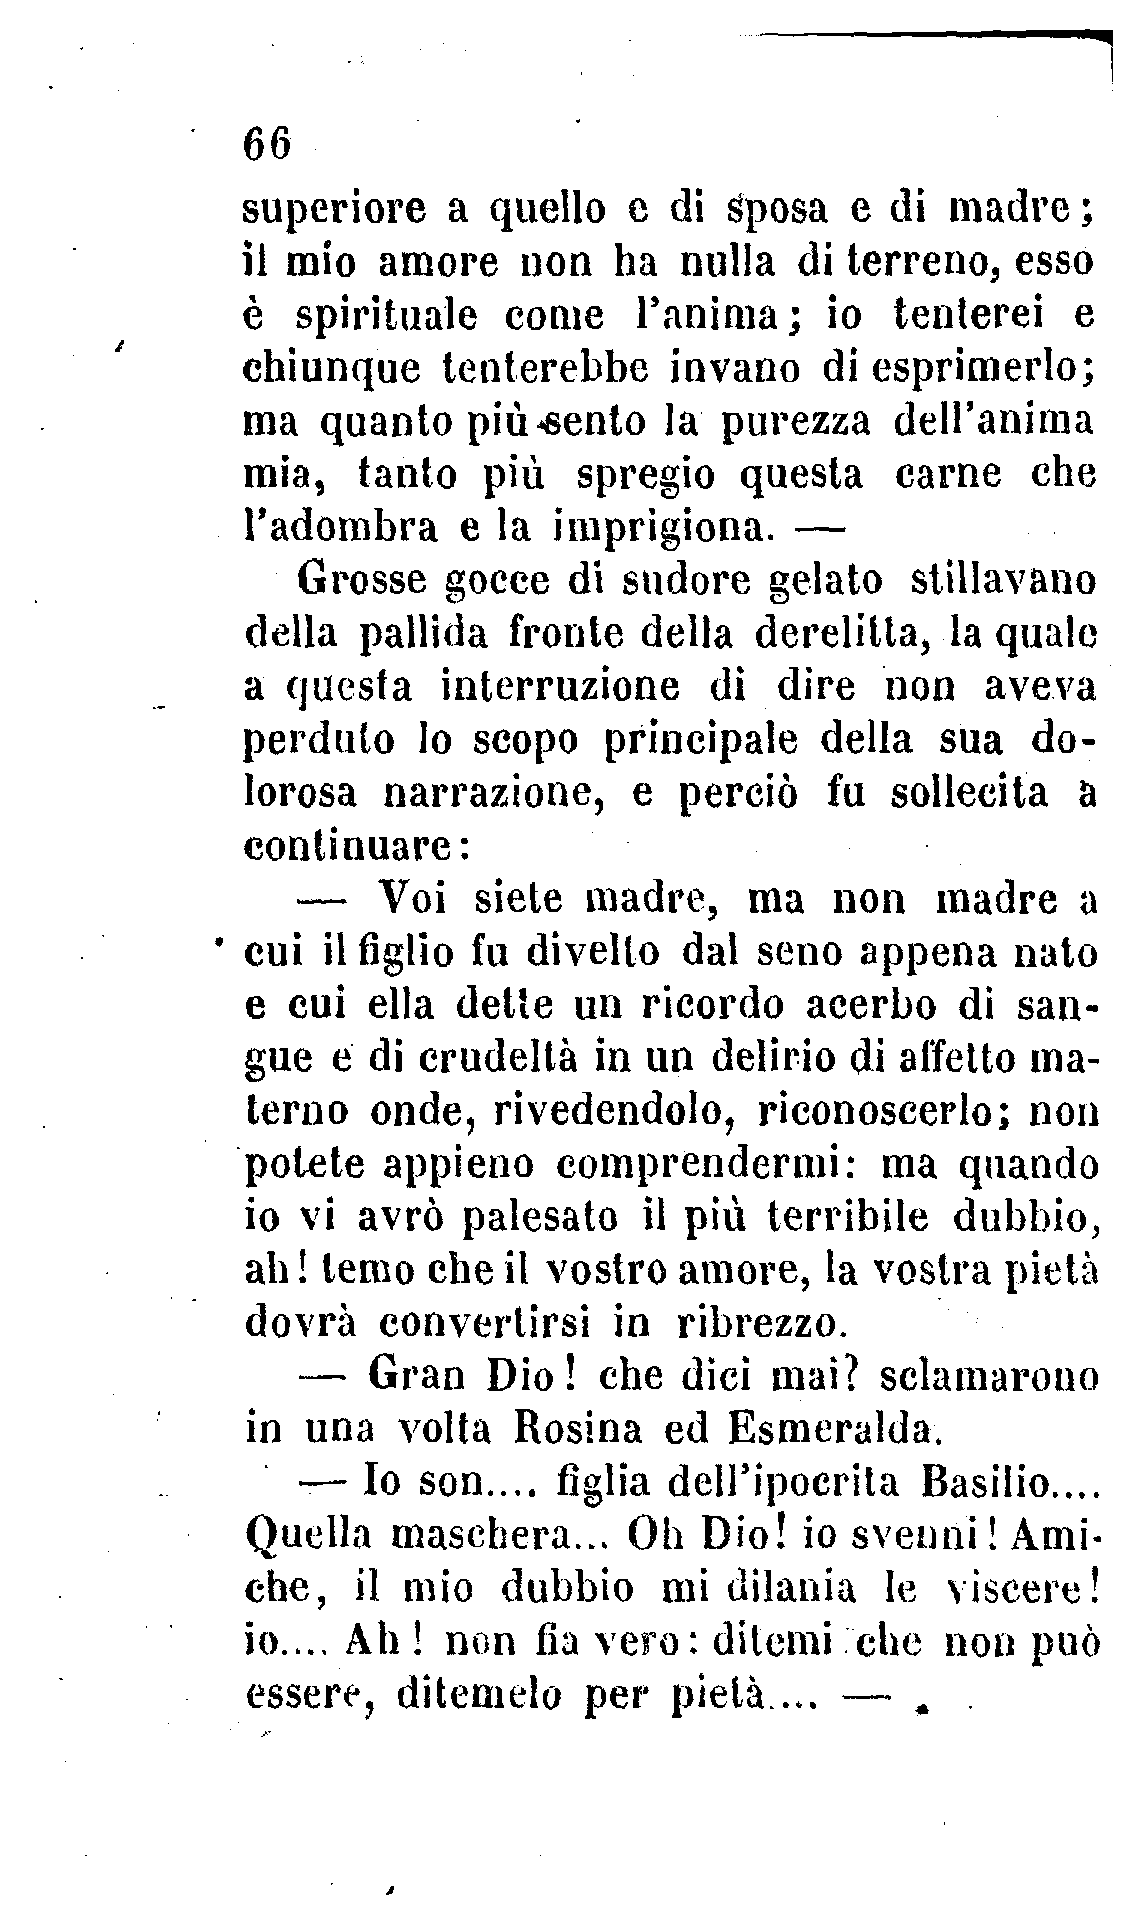 66
superiore a quello e di sposa e di madre;
il mio amore non ha nulla di terreno, esso
è spirituale come l'anima; io tenterei e
chiunque tenterebbe invano di esprimerlo;
ma quanto più sento la purezza dell'anima
mia, tanto più spregio questa carne che
l'adombra e la imprigiona. —
Grosse gocce di sudore gelato stillavano
della pallida fronte della derelitta, la quale
a questa interruzione di dire non aveva
perduto lo scopo principale della sua do-
lorosa narrazione, e perciò fu sollecita a
continuare:
— Voi siete madre, ma non madre a
cui il figlio fu divelto dal seno appena nato
e cui ella dette un ricordo acerbo di san-
gue e di crudeltà in un delirio di affetto ma-
terno onde, rivedendolo, riconoscerlo; non
potete appieno comprendermi: ma quando
io vi avrò palesato il più terribile dubbio,
ah! temo che il vostro amore, la vostra pietà
dovrà convertirsi in ribrezzo.
— Gran Dio! che dici mai? sclamarono
in una volta Rosina ed Esmeralda.
— Io son.... figlia dell'ipocrita Basilio....
Quella maschera... Oh Dio! io svenni! Ami-
che, il mio dubbio mi dilania le viscere!
io.... Ah! non fia vero: ditemi che non può
essere, ditemelo per pietà.... —